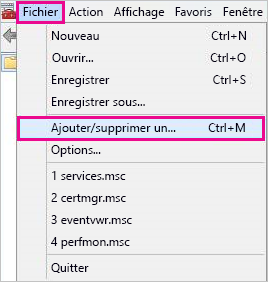 Fichier Action Affichage Favoris Fenêtre
Nouveau Ctrl+N
Ouvrir... Ctrl+O
Enregistrer Ctrl+S
Enregistrer sous...
Ajouter/supprimer un... Ctrl+M
Options...
1 services.msc
2 certmgr.msc
3 eventvwr.msc
4 perfmon.msc
Quitter